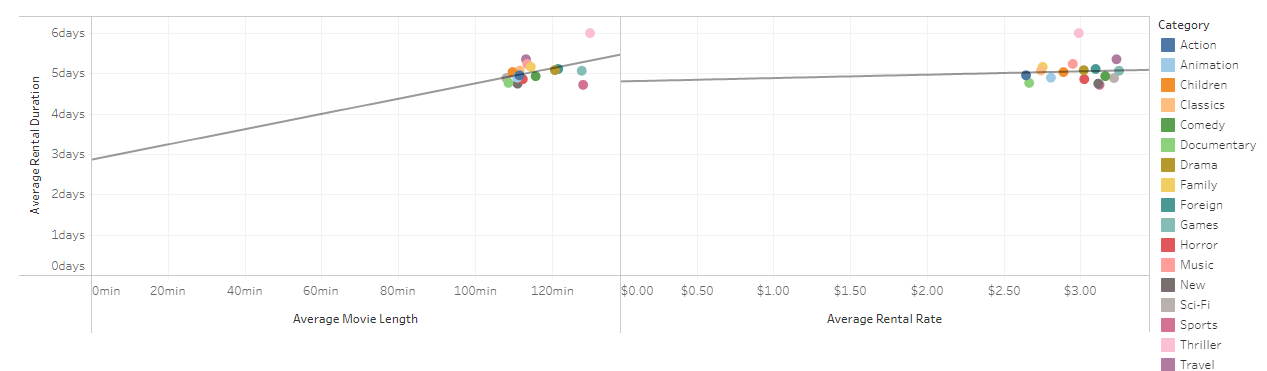 Average Rental Duration
6days
5days
4days
3days
2days
1days
0days
0min 20min 40min 60min 80min 100min 120min
$0.00 $0.50 $1.00 $1.50 $2.00 $2.50 $3.00
Average Movie Length
Average Rental Rate
Category
Action
Animation
Children
Classics
Comedy
Documentary
Drama
Family
Foreign
Games
Horror
Music
New
Sci-Fi
Sports
Thriller
Travel